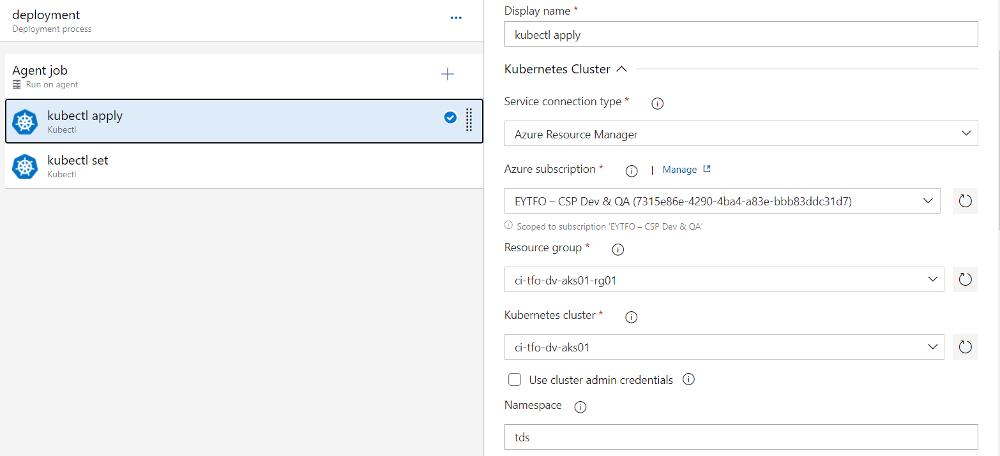 deployment
Deployment process
Agent job
Run on agent
kubectl apply
Kubectl
kubectl set
Kubectl
Display name *
kubectl apply
Kubernetes Cluster
Service connection type *
Azure Resource Manager
Azure subscription * | Manage
EYTFO – CSP Dev & QA (7315e86e-4290-4ba4-a83e-bbb83ddc31d7)
Scoped to subscription 'EYTFO – CSP Dev & QA'
Resource group *
ci-tfo-dv-aks01-rg01
Kubernetes cluster *
ci-tfo-dv-aks01
Use cluster admin credentials
Namespace
tds